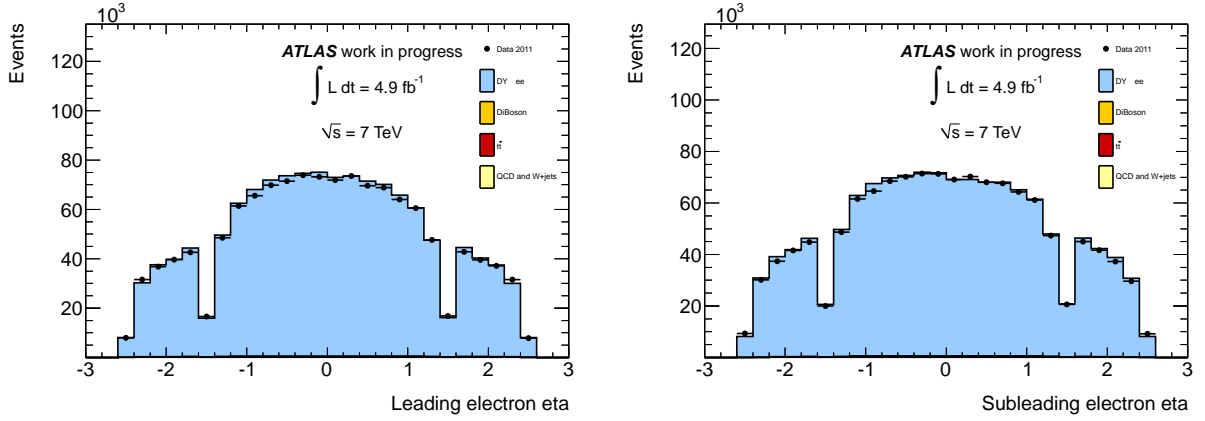 10³
Events
120
100
80
60
40
20
-3 -2 -1 0 1 2 3
Leading electron eta
ATLAS work in progress
∫ L dt = 4.9 fb⁻¹
√s = 7 TeV
Data 2011
DY ee
DiBoson
tt̄
QCD and W+jets
10³
Events
120
100
80
60
40
20
-3 -2 -1 0 1 2 3
Subleading electron eta
ATLAS work in progress
∫ L dt = 4.9 fb⁻¹
√s = 7 TeV
Data 2011
DY ee
DiBoson
tt̄
QCD and W+jets